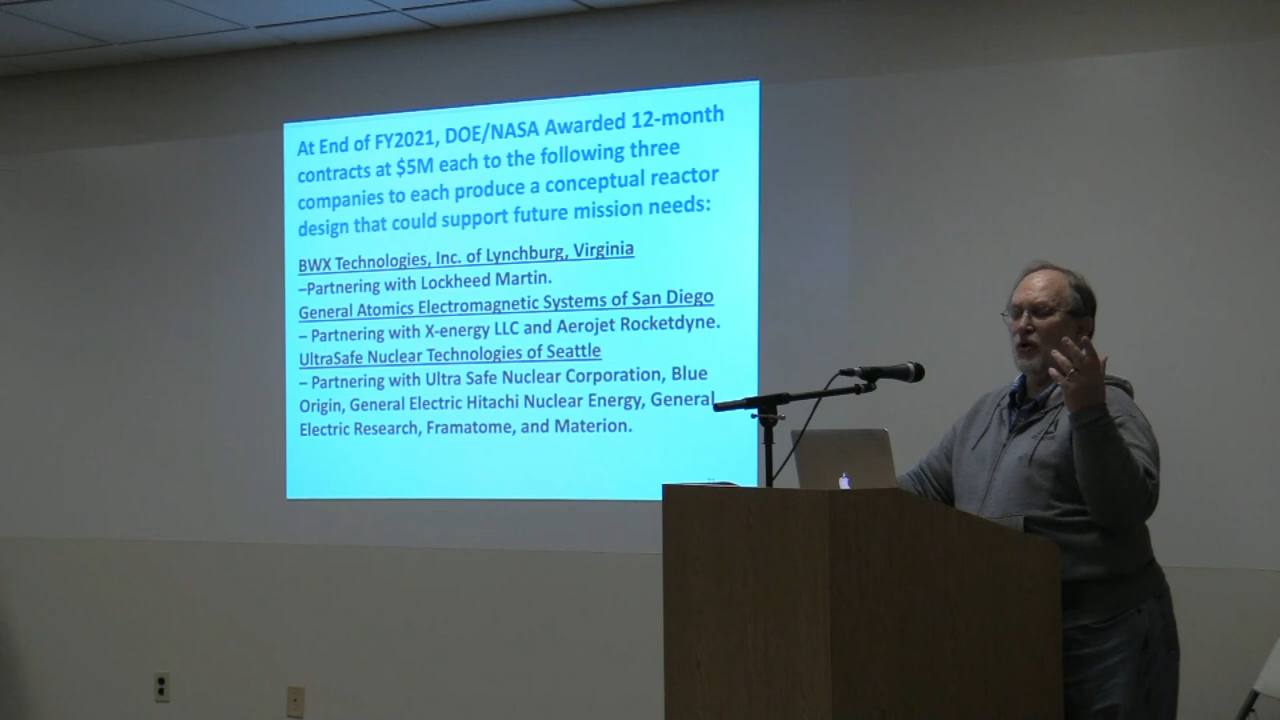 At End of FY2021, DOE/NASA Awarded 12-month
contracts at $5M each to the following three
companies to each produce a conceptual reactor
design that could support future mission needs:
BWX Technologies, Inc. of Lynchburg, Virginia
–Partnering with Lockheed Martin.
General Atomics Electromagnetic Systems of San Diego
– Partnering with X-energy LLC and Aerojet Rocketdyne.
UltraSafe Nuclear Technologies of Seattle
– Partnering with Ultra Safe Nuclear Corporation, Blue
Origin, General Electric Hitachi Nuclear Energy, General
Electric Research, Framatome, and Materion.